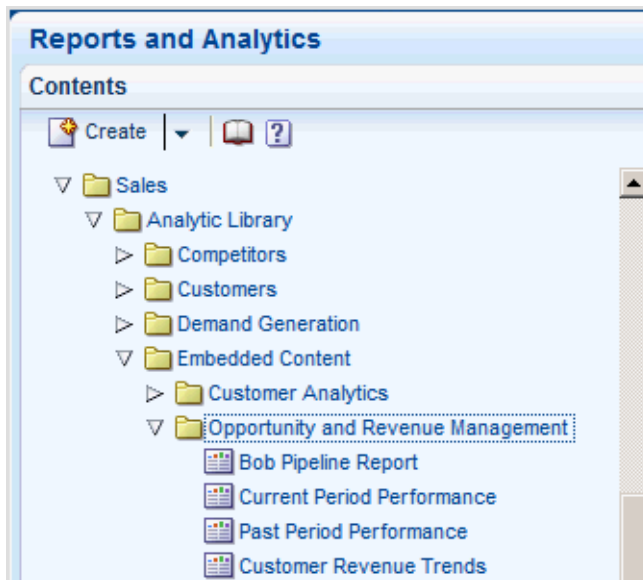 Reports and Analytics
Contents
Create
Sales
Analytic Library
Competitors
Customers
Demand Generation
Embedded Content
Customer Analytics
Opportunity and Revenue Management
Bob Pipeline Report
Current Period Performance
Past Period Performance
Customer Revenue Trends